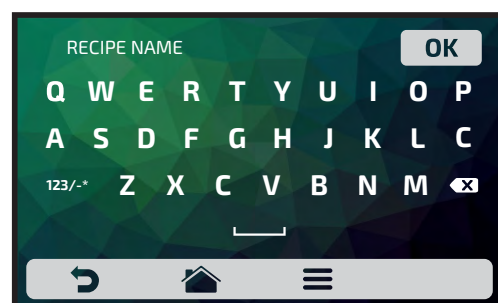 RECIPE NAME OK
Q W E R T Y U I O P
A S D F G H J K L C
123/-* Z X C V B N M